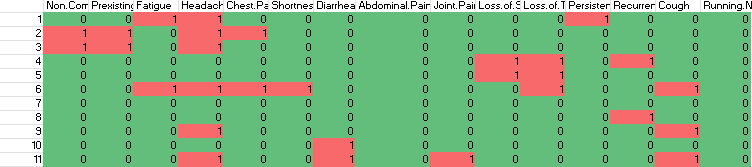 Non.Com Prexisting Fatigue Headach Chest.Pa Shortnes Diarrhea Abdominal.Pain Joint.Pain Loss.of.S Loss.of.T Persisten Recurren Cough Running.N
1 0 0 1 1 0 0 0 0 0 0 0 1 0 0 0
2 1 1 0 1 1 0 0 0 0 0 0 0 0 0 0
3 1 1 0 1 0 0 0 0 0 0 0 0 0 0 0
4 0 0 0 0 0 0 0 0 0 1 1 0 1 0 0
5 0 0 0 0 0 0 0 0 0 1 1 0 0 0 0
6 0 0 1 1 1 1 0 0 0 0 1 0 0 1 0
7 0 0 0 0 0 0 0 0 0 0 0 0 0 0 0
8 0 0 0 0 0 0 0 0 0 0 0 0 1 0 0
9 0 0 0 1 0 0 0 0 0 0 0 0 0 1 0
10 0 0 0 0 0 0 1 0 0 0 0 0 0 0 0
11 0 0 0 1 0 0 1 0 1 0 0 0 0 1 0